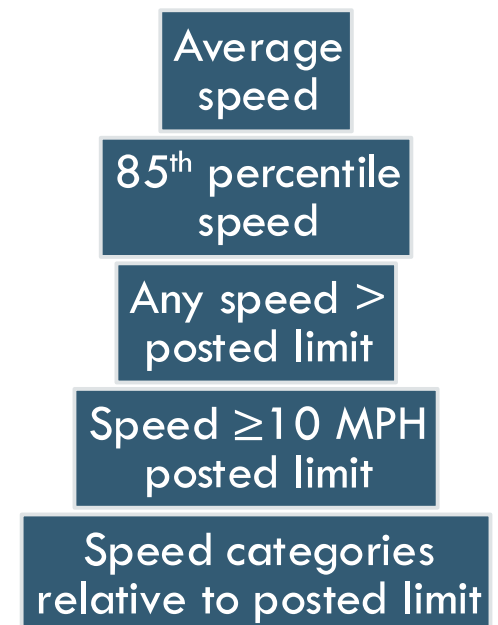 Average
speed
85th percentile
speed
Any speed >
posted limit
Speed ≥10 MPH
posted limit
Speed categories
relative to posted limit